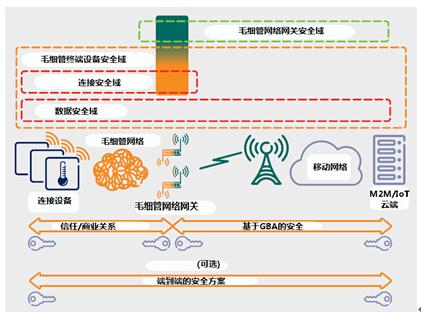 毛细管网络网关安全域
毛细管终端设备安全域
连接安全域
数据安全域
毛细管网络
移动网络
连接设备
毛细管网络网关
M2M/IoT
云端
信任/商业关系
基于GBA的安全
(可选)
端到端的安全方案